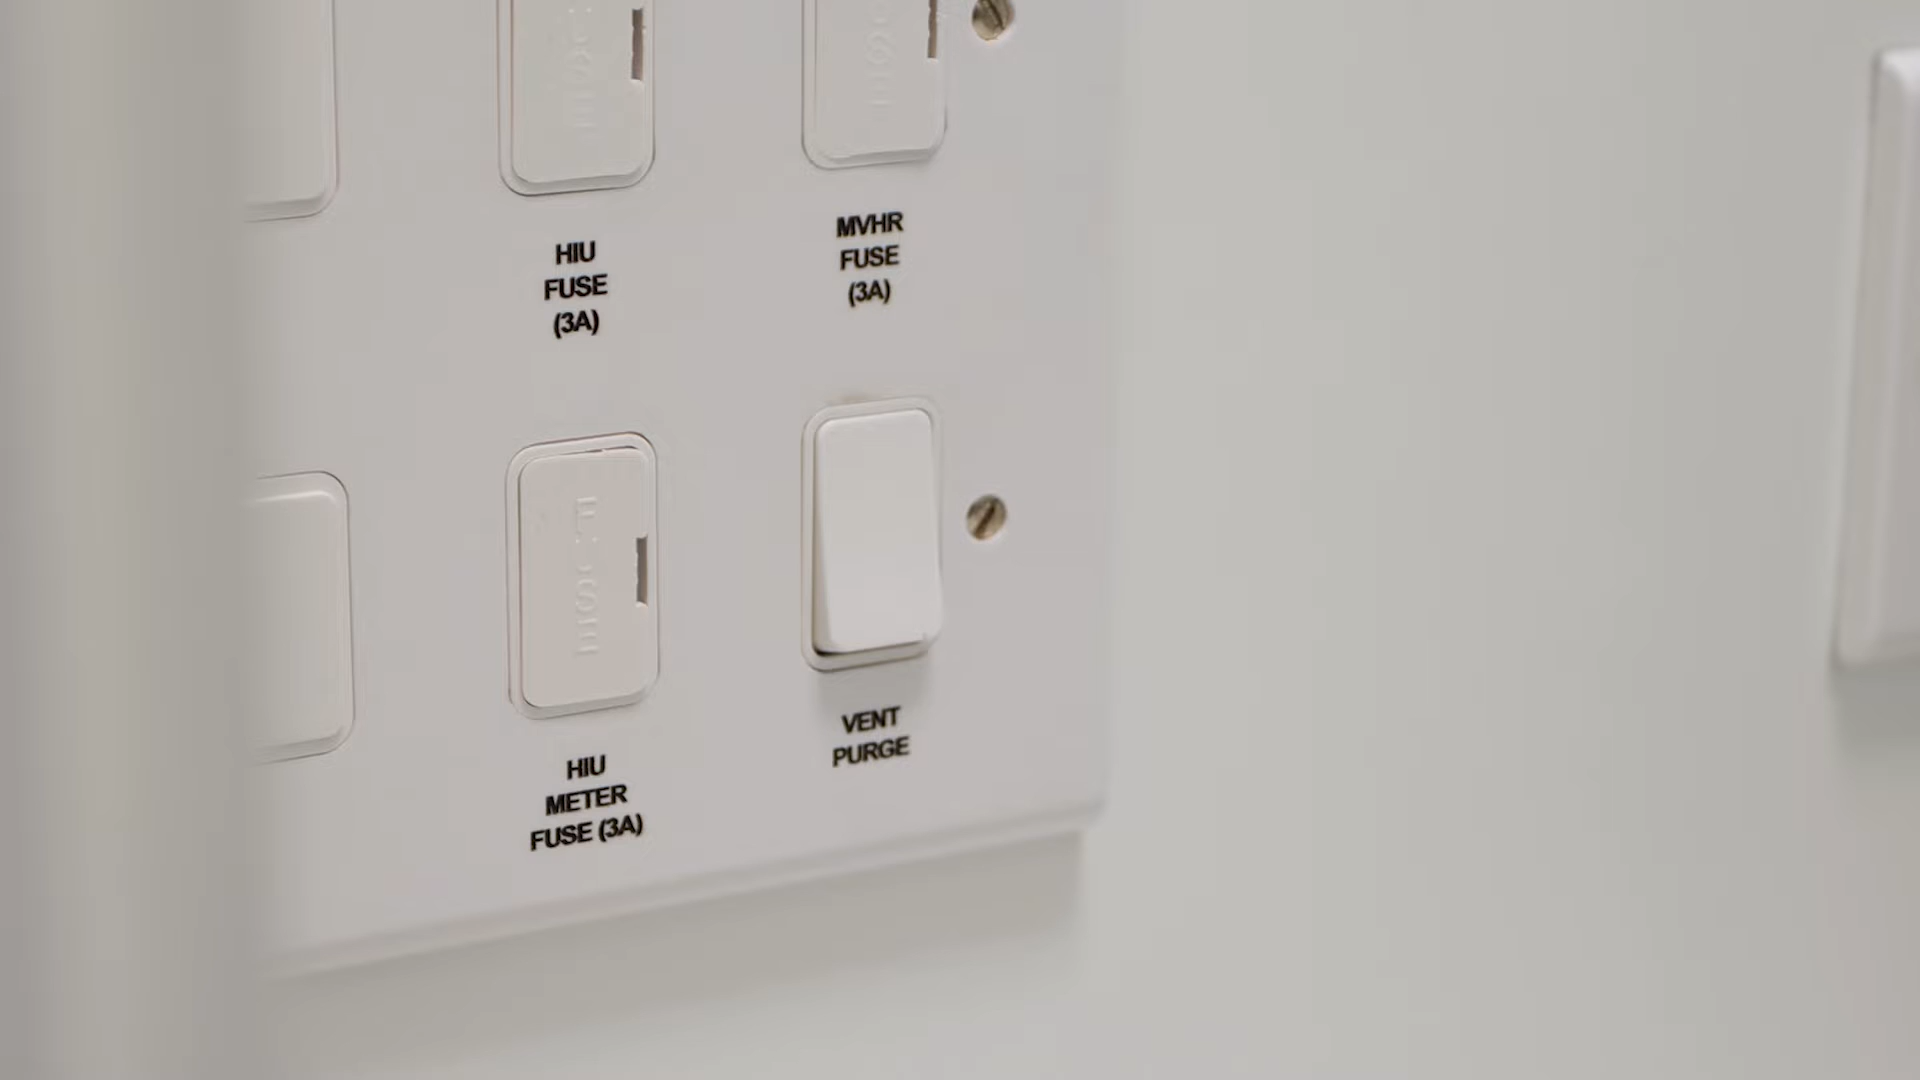 HIU
FUSE
(3A)
MVHR
FUSE
(3A)
HIU
METER
FUSE (3A)
VENT
PURGE